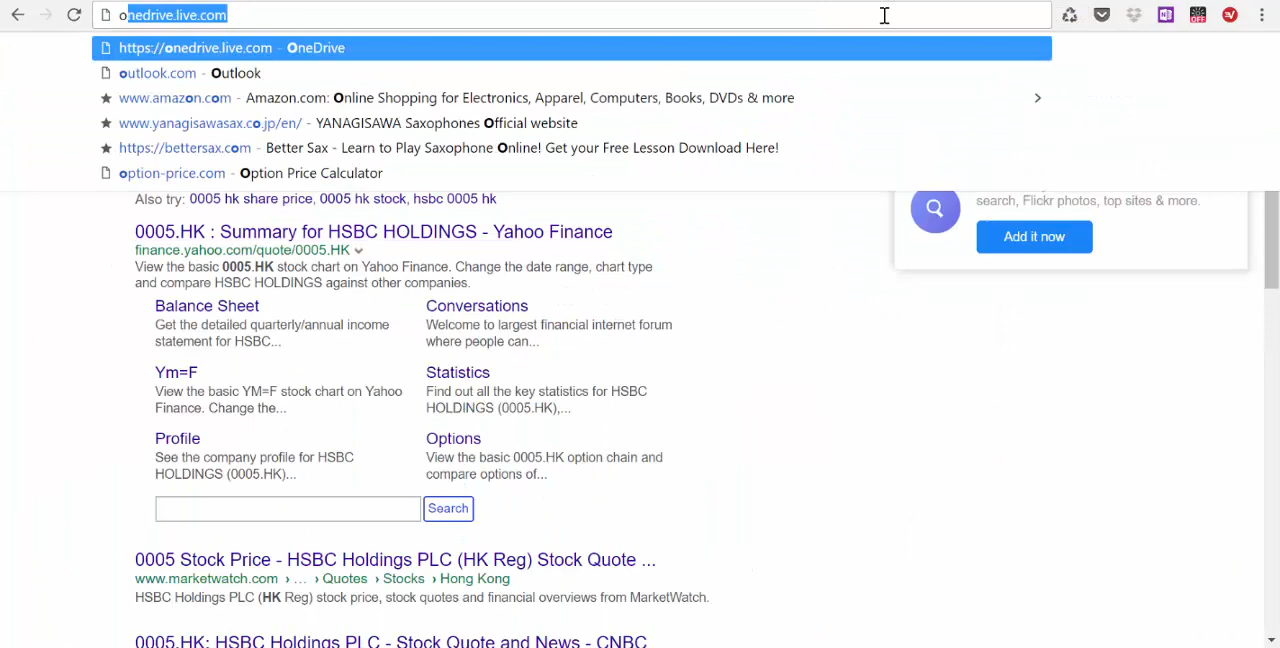 onedrive.live.com
https://onedrive.live.com - OneDrive
outlook.com - Outlook
www.amazon.com - Amazon.com: Online Shopping for Electronics, Apparel, Computers, Books, DVDs & more
www.yanagisawasax.co.jp/en/ - YANAGISAWA Saxophones Official website
https://bettersax.com - Better Sax - Learn to Play Saxophone Online! Get your Free Lesson Download Here!
option-price.com - Option Price Calculator
Also try: 0005 hk share price, 0005 hk stock, hsbc 0005 hk
search, Flickr photos, top sites & more.
Add it now
0005.HK : Summary for HSBC HOLDINGS - Yahoo Finance
finance.yahoo.com/quote/0005.HK
View the basic 0005.HK stock chart on Yahoo Finance. Change the date range, chart type
and compare HSBC HOLDINGS against other companies.
Balance Sheet
Get the detailed quarterly/annual income
statement for HSBC...
Conversations
Welcome to largest financial internet forum
where people can...
Ym=F
View the basic YM=F stock chart on Yahoo
Finance. Change the...
Statistics
Find out all the key statistics for HSBC
HOLDINGS (0005.HK),...
Profile
See the company profile for HSBC
HOLDINGS (0005.HK)...
Options
View the basic 0005.HK option chain and
compare options of...
Search
0005 Stock Price - HSBC Holdings PLC (HK Reg) Stock Quote ...
www.marketwatch.com › ... › Quotes › Stocks › Hong Kong
HSBC Holdings PLC (HK Reg) stock price, stock quotes and financial overviews from MarketWatch.
0005.HK: HSBC Holdings PLC - Stock Quote and News - CNBC